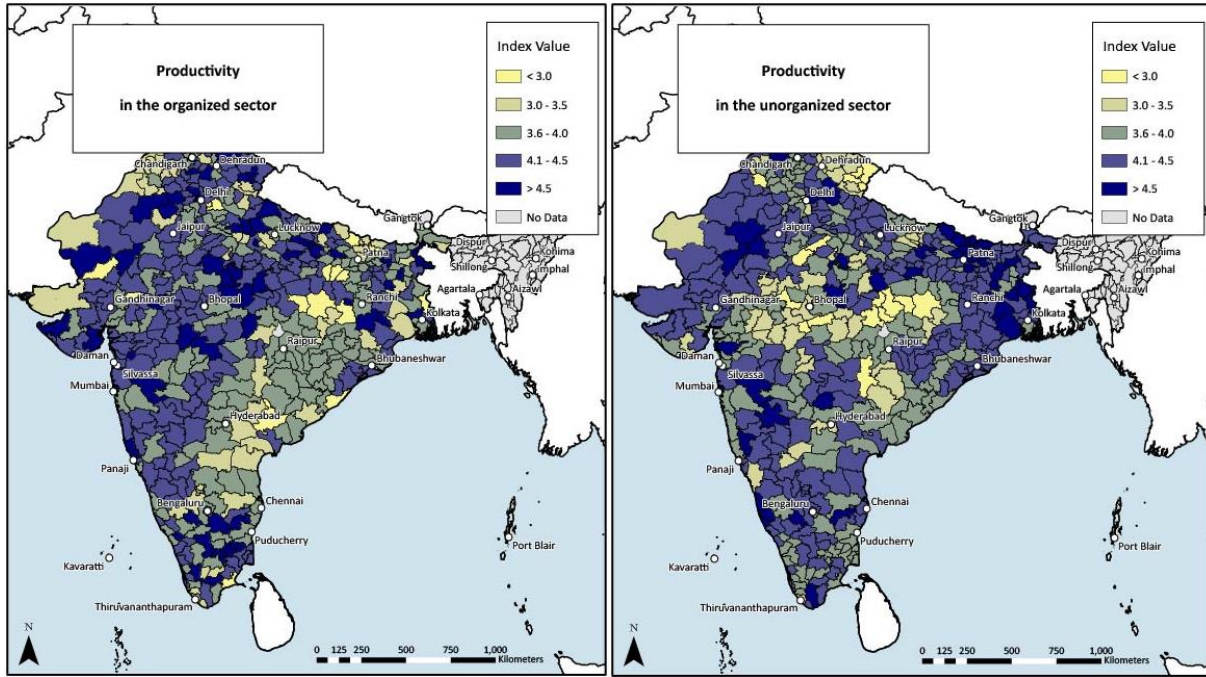 Productivity
in the organized sector
Index Value
< 3.0
3.0 - 3.5
3.6 - 4.0
4.1 - 4.5
> 4.5
No Data
Chandigarh
Dehradun
Delhi
Gangtok
Jaipur
Lucknow
Dispur
Kohima
Patna
Shillong
Imphal
Gandhinagar
Bhopal
Ranchi
Agartala
Aizawl
Kolkata
Raipur
Daman
Bhubaneshwar
Silvassa
Mumbai
Hyderabad
Panaji
Bengaluru
Chennai
Puducherry
Port Blair
Kavaratti
Thiruvananthapuram
N
0 125 250 500 750 1,000
Kilometers
Productivity
in the unorganized sector
Index Value
< 3.0
3.0 - 3.5
3.6 - 4.0
4.1 - 4.5
> 4.5
No Data
Chandigarh
Dehradun
Delhi
Gangtok
Jaipur
Lucknow
Dispur
Kohima
Patna
Shillong
Imphal
Gandhinagar
Bhopal
Ranchi
Agartala
Aizawl
Kolkata
Raipur
Daman
Bhubaneshwar
Silvassa
Mumbai
Hyderabad
Panaji
Bengaluru
Chennai
Puducherry
Port Blair
Kavaratti
Thiruvananthapuram
N
0 125 250 500 750 1,000
Kilometers